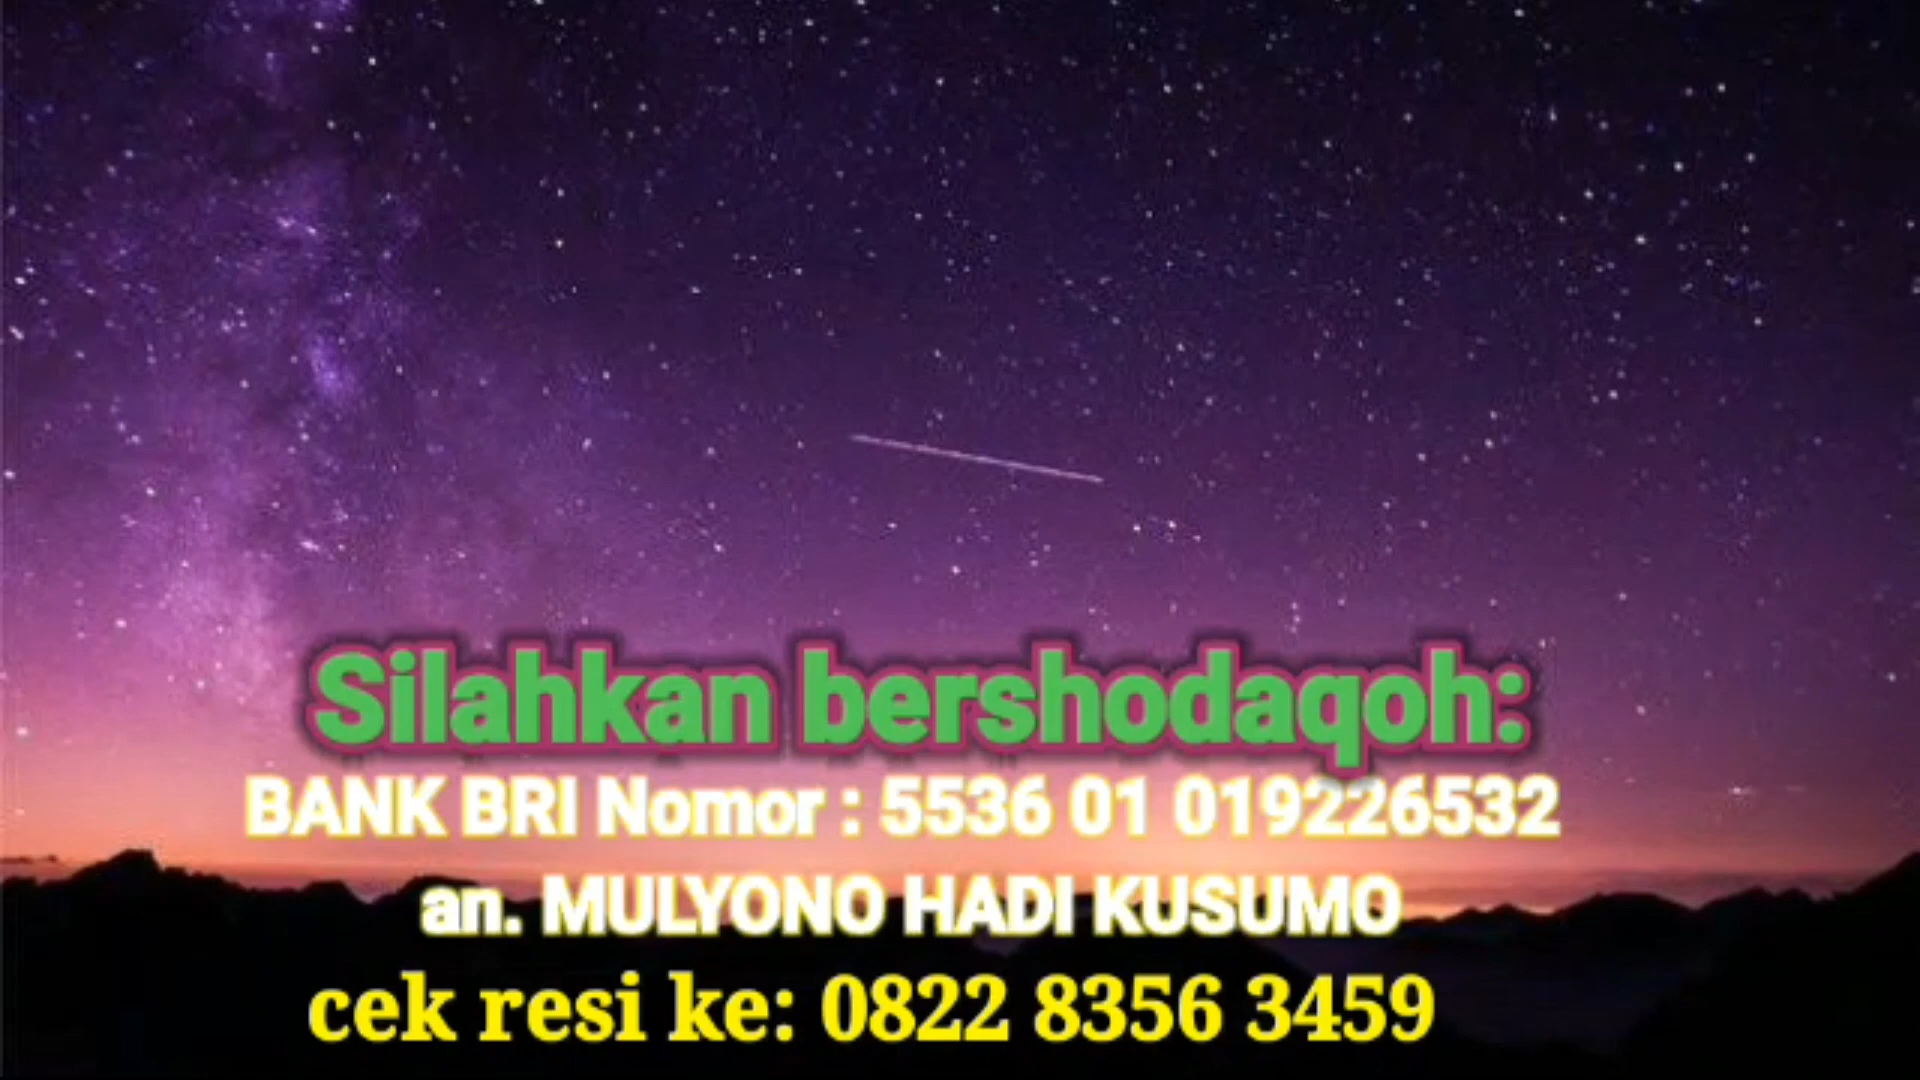 Silahkan bershodaqoh:
BANK BRI Nomor : 5536 01 019226532
an. MULYONO HADI KUSUMO
cek resi ke: 0822 8356 3459